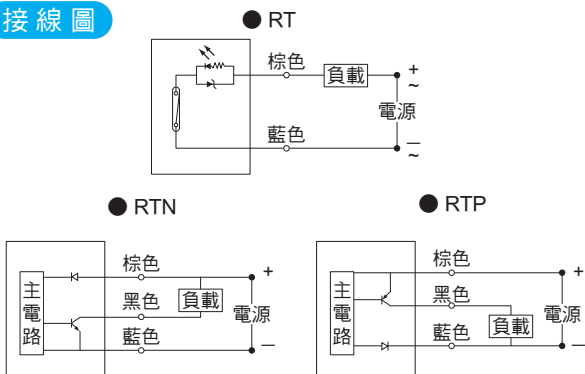 接線圖
● RT
棕色
負載
+
~
電源
藍色
—
~
● RTN
主電路
棕色
黑色
負載
藍色
+
電源
—
● RTP
主電路
棕色
黑色
負載
藍色
+
電源
—